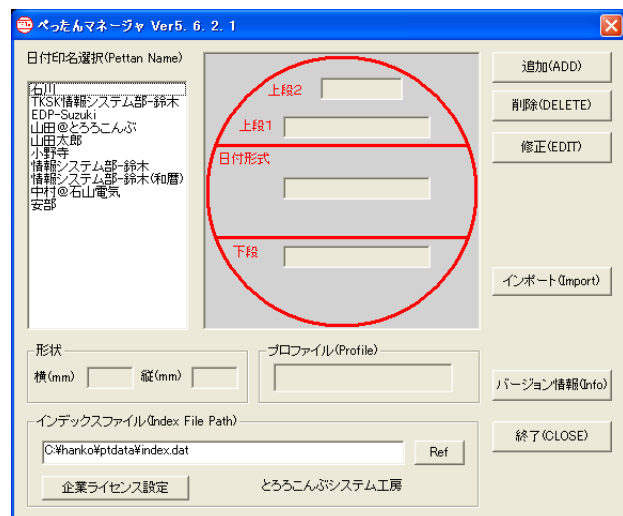 ぺったんマネージャ Ver5. 6. 2. 1
日付印名選択(Pettan Name)
石川
TKSK情報システム部-鈴木
EDP-Suzuki
山田@とろろこんぶ
山田太郎
小野寺
情報システム部-鈴木
情報システム部-鈴木(和暦)
中村@石山電気
安部
上段2
上段1
日付形式
下段
追加(ADD)
削除(DELETE)
修正(EDIT)
インポート(Import)
バージョン情報(Info)
終了(CLOSE)
形状
横(mm)
縦(mm)
プロファイル(Profile)
インデックスファイル(Index File Path)
C:¥hanko¥ptdata¥index.dat
Ref
企業ライセンス設定
とろろこんぶシステム工房